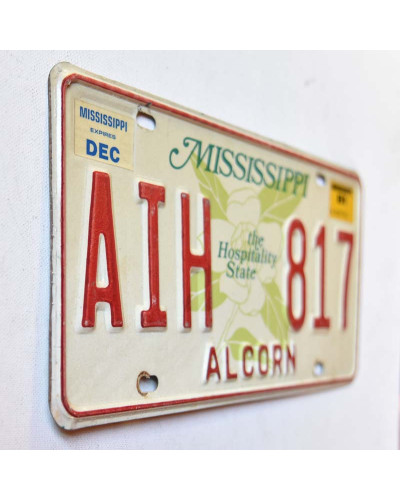 MISSISSIPPI
EXPIRES
DEC
MISSISSIPPI
AIH 817
the
Hospitality
State
ALCORN